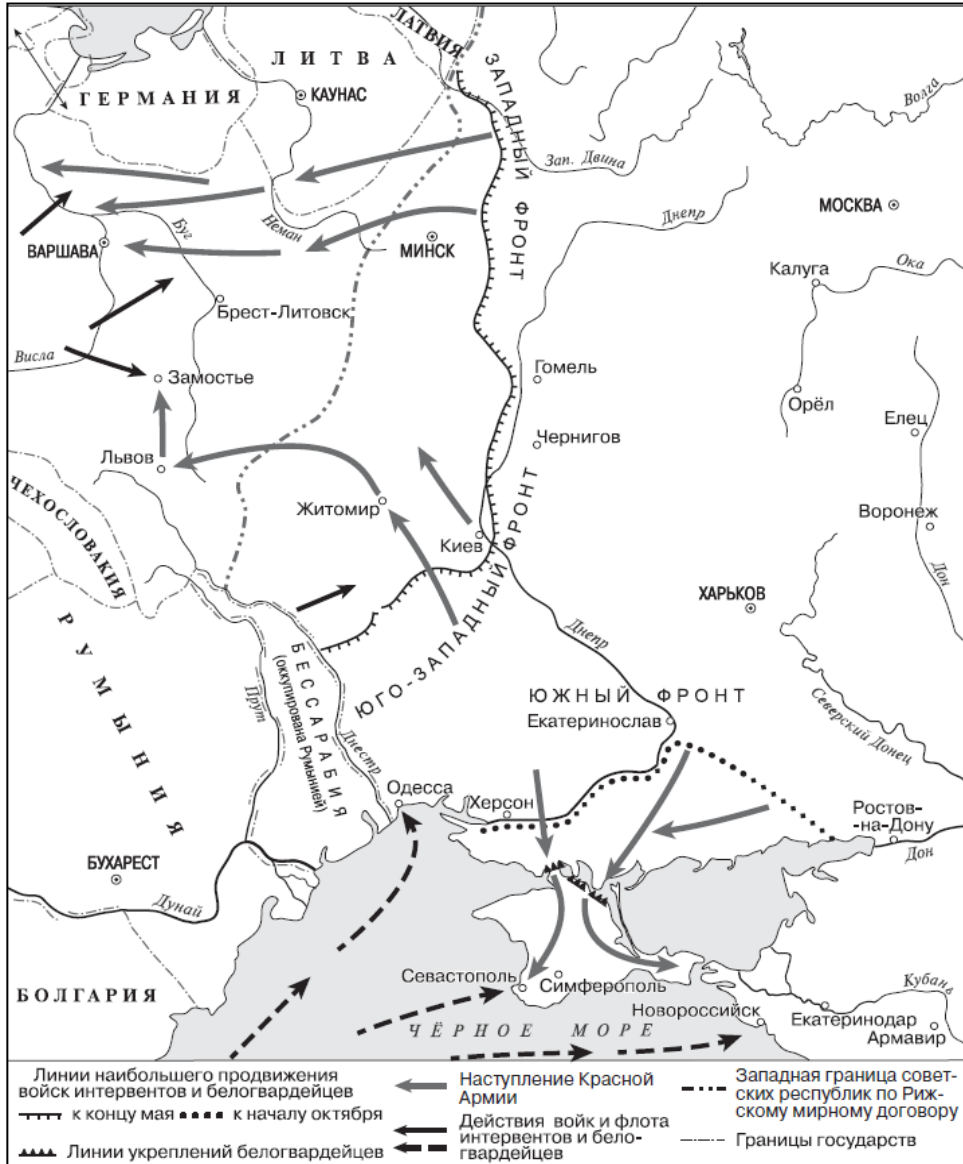 ЛАТВИЯ
ЛИТВА
ЗАПАДНЫЙ ФРОНТ
ГЕРМАНИЯ
КАУНАС
Волга
Зап. Двина
Днепр
МОСКВА
Неман
Буг
ВАРШАВА
МИНСК
Калуга
Ока
Брест-Литовск
Висла
Замостье
Гомель
Орёл
Елец
Чернигов
Львов
ЧЕХОСЛОВАКИЯ
Житомир
Киев
Воронеж
Дон
ХАРЬКОВ
ЮГО-ЗАПАДНЫЙ ФРОНТ
Днепр
РУМЫНИЯ
Прут
БЕССАРАБИЯ
(оккупирована Румынией)
Днестр
ЮЖНЫЙ ФРОНТ
Екатеринослав
Северский Донец
Одесса
Херсон
Ростов-
-на-Дону
Дон
БУХАРЕСТ
Дунай
БОЛГАРИЯ
Севастополь
Симферополь
Новороссийск
Кубань
Екатеринодар
Армавир
ЧЁРНОЕ МОРЕ
Линии наибольшего продвижения
войск интервентов и белогвардейцев
к концу мая
к началу октября
Линии укреплений белогвардейцев
Наступление Красной
Армии
Действия войк и флота
интервентов и бело-
гвардейцев
Западная граница совет-
ских республик по Риж-
скому мирному договору
Границы государств